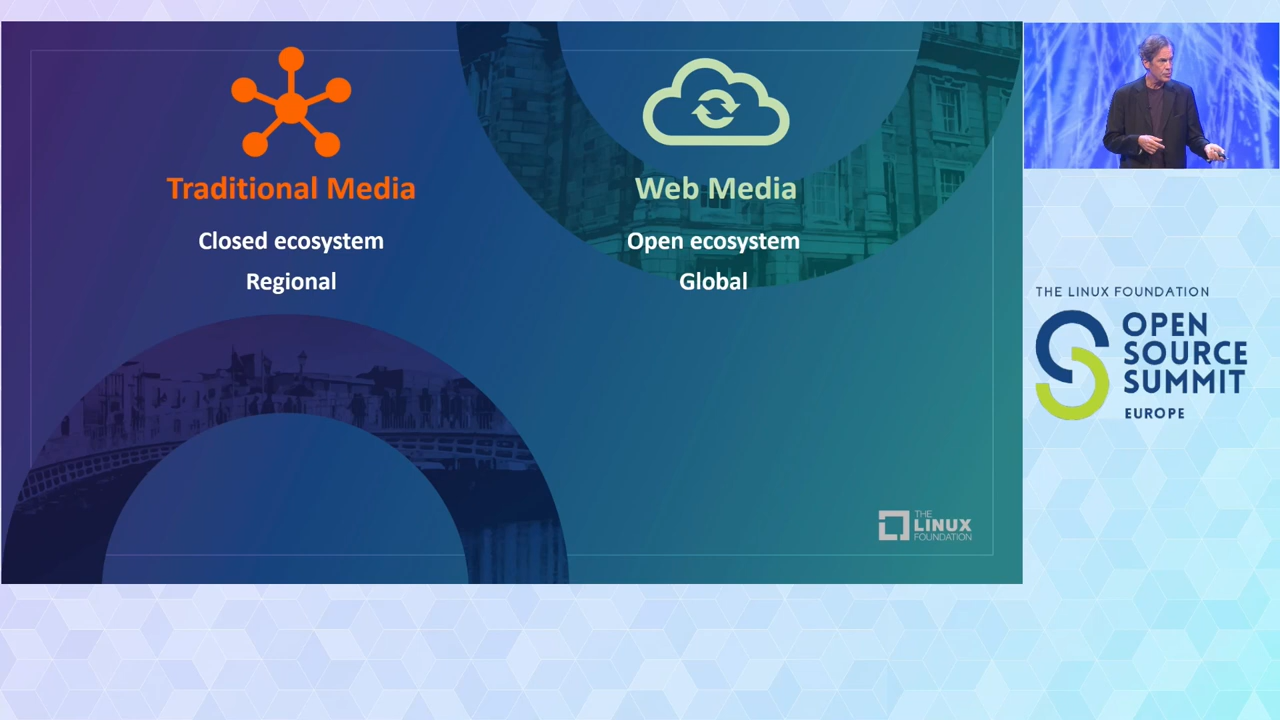 Traditional Media
Closed ecosystem
Regional
Web Media
Open ecosystem
Global
THE
LINUX
FOUNDATION
THE LINUX FOUNDATION
OPEN
SOURCE
SUMMIT
EUROPE